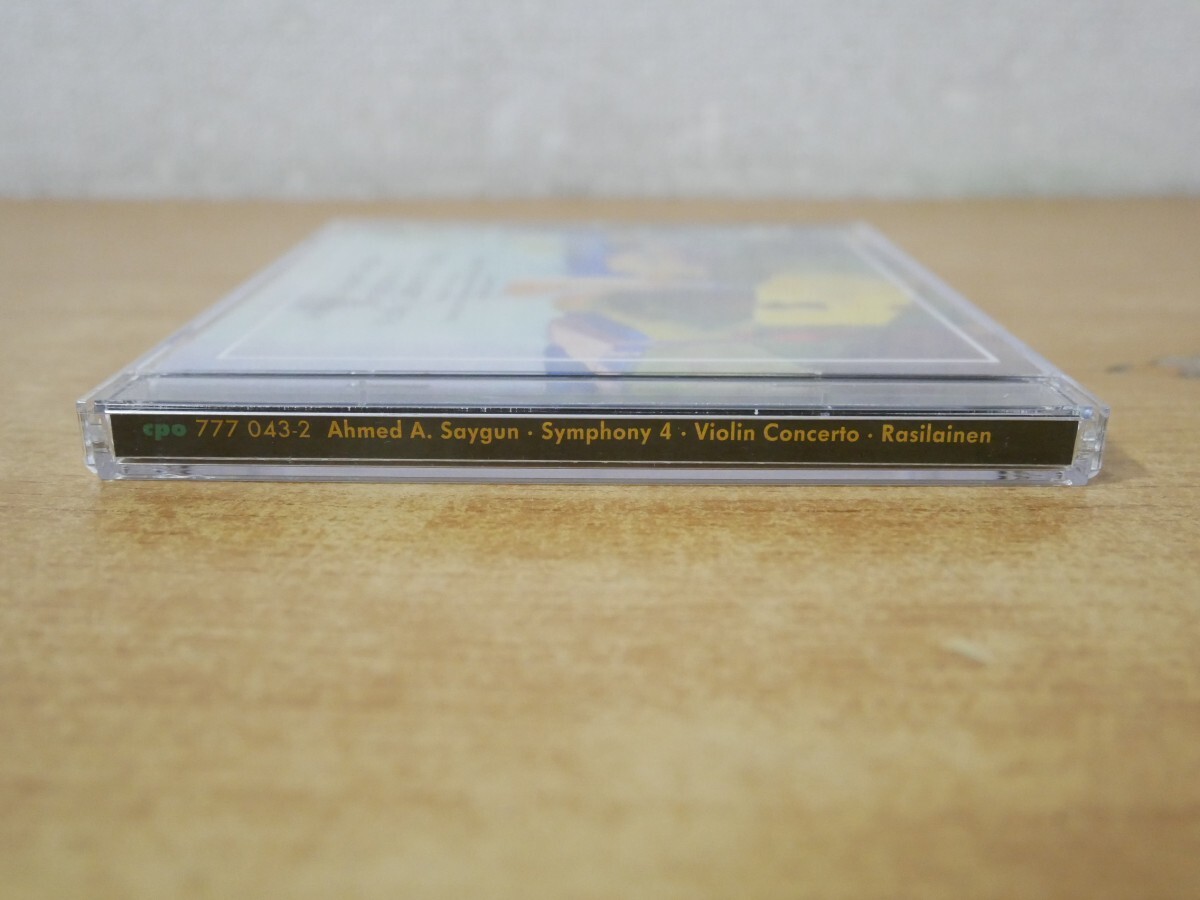 cpo 777 043-2 Ahmed A. Saygun · Symphony 4 · Violin Concerto · Rasilainen